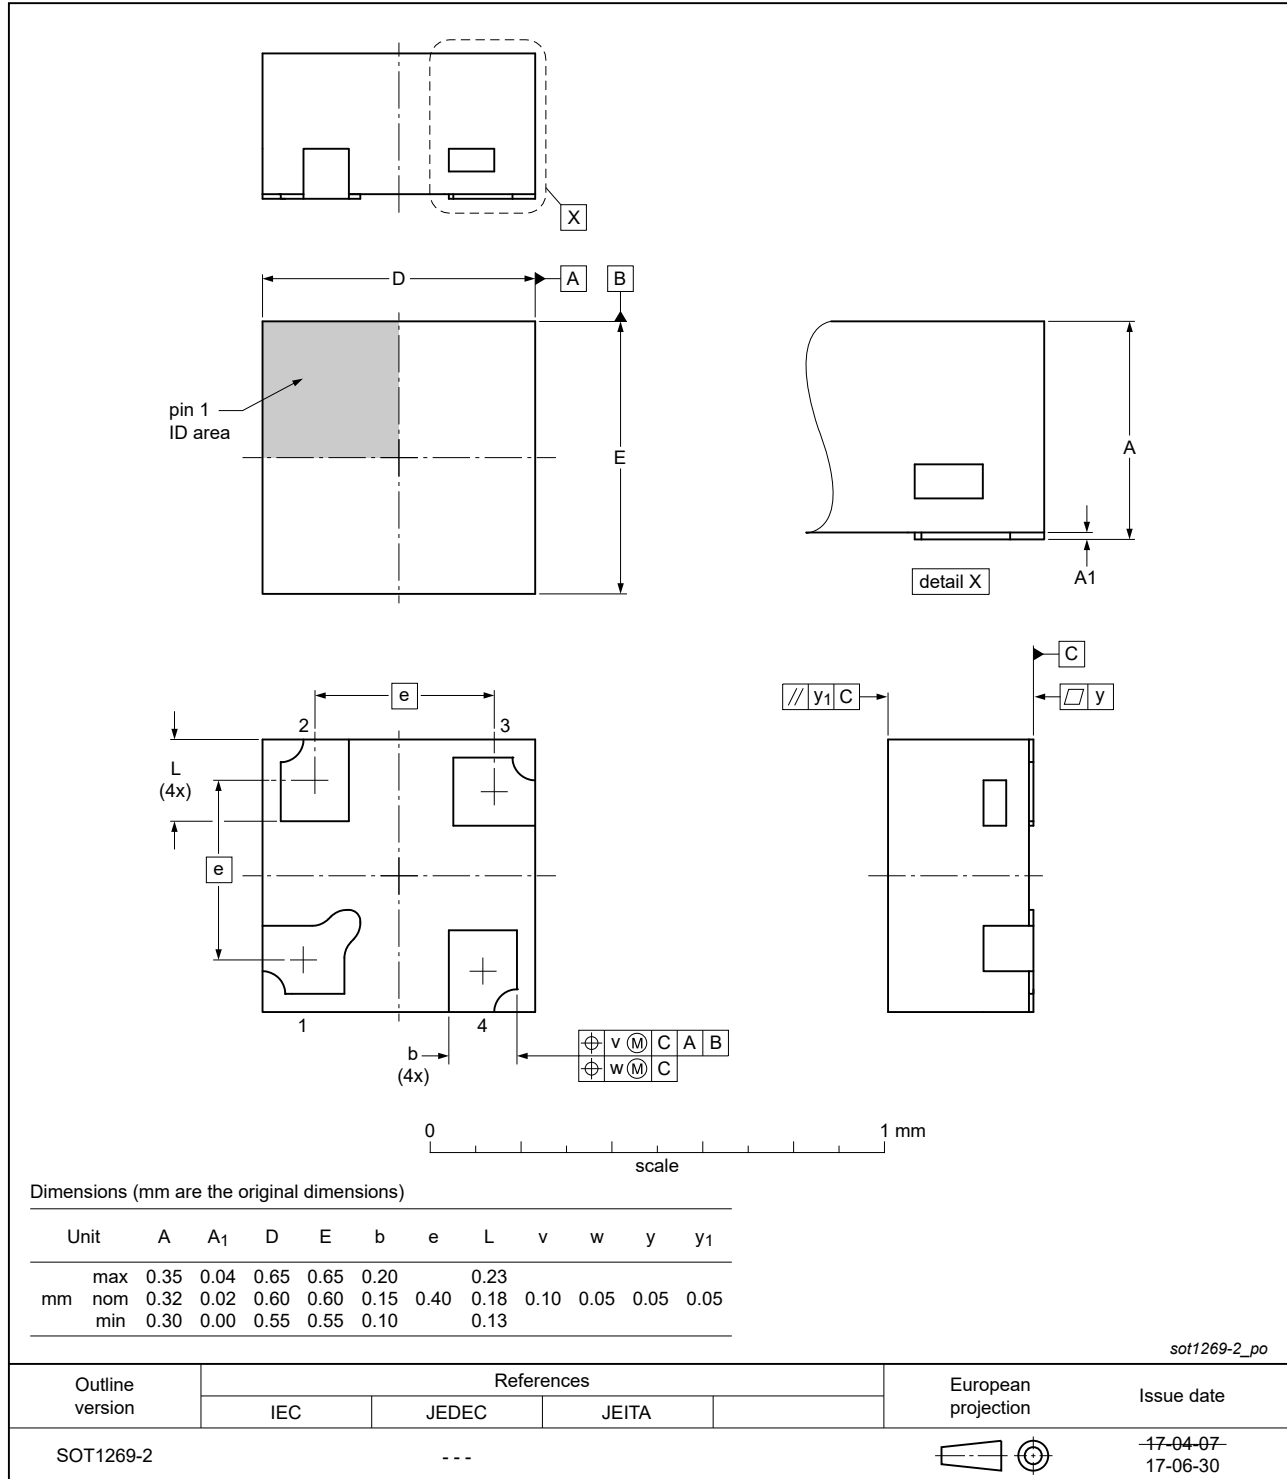 X
D
A
B
pin 1
ID area
E
A
detail X
A1
C
// y1 C
⏥ y
e
2
3
L
(4x)
e
1
4
b
(4x)
⌖ v Ⓜ C A B
⌖ w Ⓜ C
0
1 mm
scale
Dimensions (mm are the original dimensions)
Unit A A1 D E b e L v w y y1
max 0.35 0.04 0.65 0.65 0.20 0.23
mm nom 0.32 0.02 0.60 0.60 0.15 0.40 0.18 0.10 0.05 0.05 0.05
min 0.30 0.00 0.55 0.55 0.10 0.13
sot1269-2_po
Outline
version
References
IEC JEDEC JEITA
European
projection
Issue date
SOT1269-2
- - -
17-04-07
17-06-30